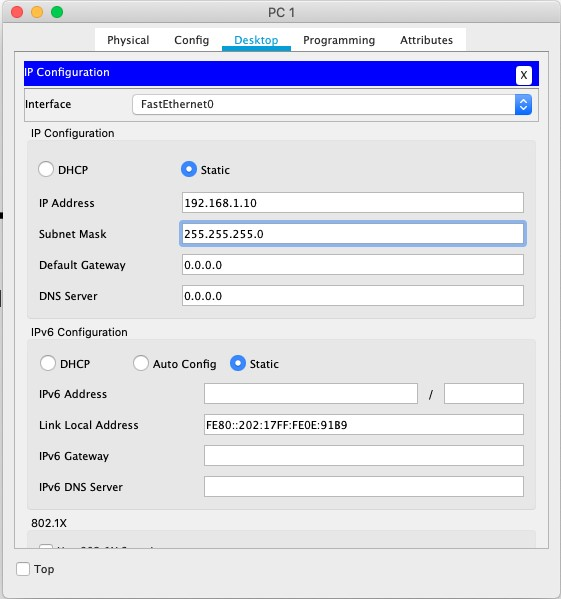 PC 1
Physical Config Desktop Programming Attributes
IP Configuration X
Interface FastEthernet0
IP Configuration
DHCP Static
IP Address 192.168.1.10
Subnet Mask 255.255.255.0
Default Gateway 0.0.0.0
DNS Server 0.0.0.0
IPv6 Configuration
DHCP Auto Config Static
IPv6 Address /
Link Local Address FE80::202:17FF:FE0E:91B9
IPv6 Gateway
IPv6 DNS Server
802.1X
Top